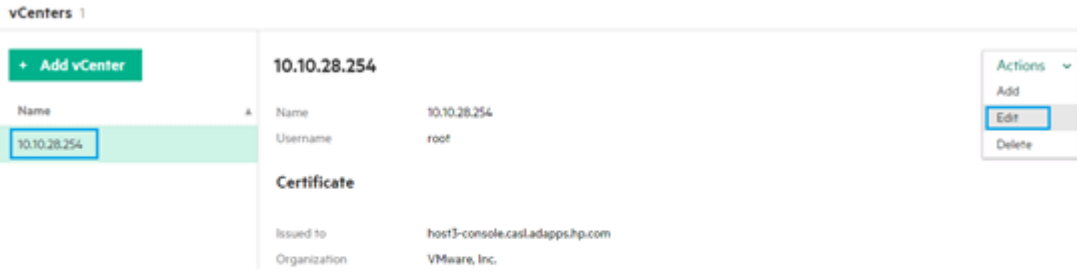 vCenters 1
+ Add vCenter
Name
10.10.28.254
10.10.28.254
Name 10.10.28.254
Username root
Certificate
Issued to host3-console.casl.adapps.hp.com
Organization VMware, Inc.
Actions
Add
Edit
Delete